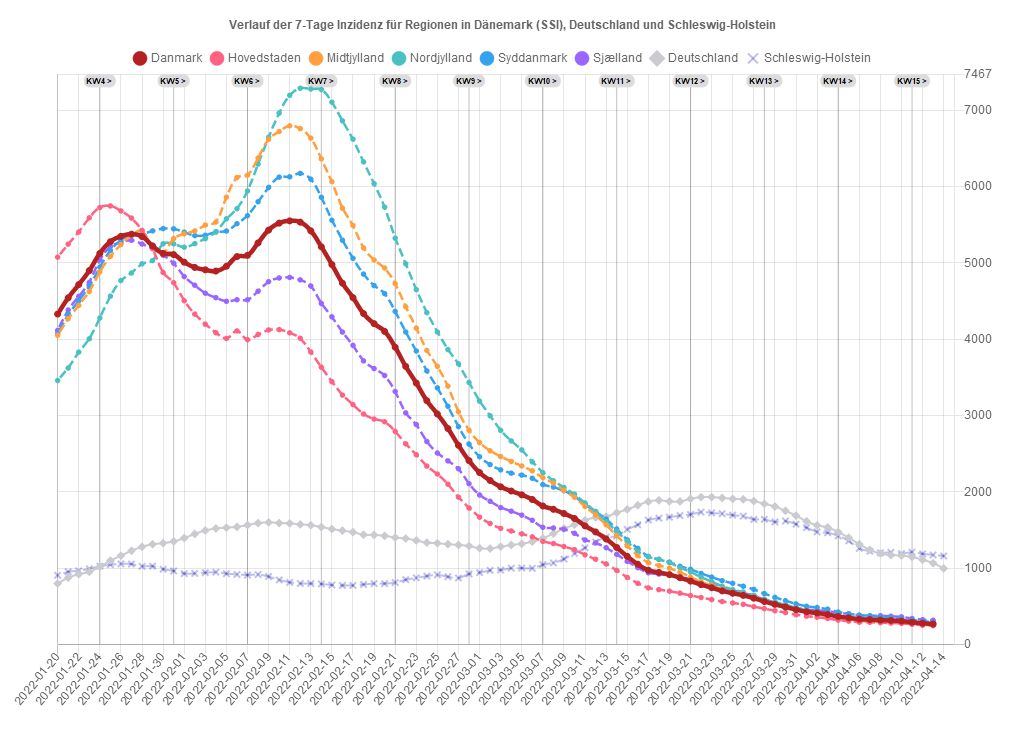 Verlauf der 7-Tage Inzidenz für Regionen in Dänemark (SSI), Deutschland und Schleswig-Holstein
Danmark Hovedstaden Midtjylland Nordjylland Syddanmark Sjælland Deutschland Schleswig-Holstein
KW4 > KW5 > KW6 > KW7 > KW8 > KW9 > KW10 > KW11 > KW12 > KW13 > KW14 > KW15 >
7467
7000
6000
5000
4000
3000
2000
1000
0
2022-01-20 2022-01-22 2022-01-24 2022-01-26 2022-01-28 2022-01-30 2022-02-01 2022-02-03 2022-02-05 2022-02-07 2022-02-09 2022-02-11 2022-02-13 2022-02-15 2022-02-17 2022-02-19 2022-02-21 2022-02-23 2022-02-25 2022-02-27 2022-03-01 2022-03-03 2022-03-05 2022-03-07 2022-03-09 2022-03-11 2022-03-13 2022-03-15 2022-03-17 2022-03-19 2022-03-21 2022-03-23 2022-03-25 2022-03-27 2022-03-29 2022-03-31 2022-04-02 2022-04-04 2022-04-06 2022-04-08 2022-04-10 2022-04-12 2022-04-14